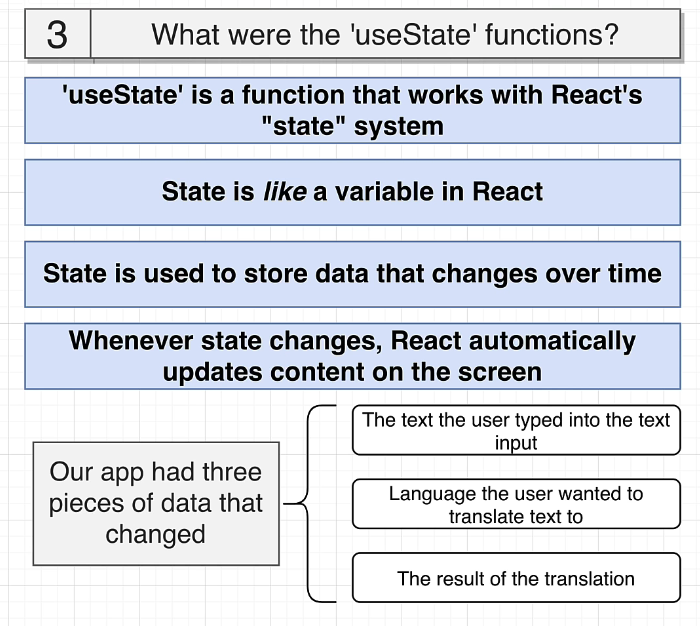 3
What were the 'useState' functions?
'useState' is a function that works with React's
"state" system
State is like a variable in React
State is used to store data that changes over time
Whenever state changes, React automatically
updates content on the screen
Our app had three
pieces of data that
changed
The text the user typed into the text
input
Language the user wanted to
translate text to
The result of the translation